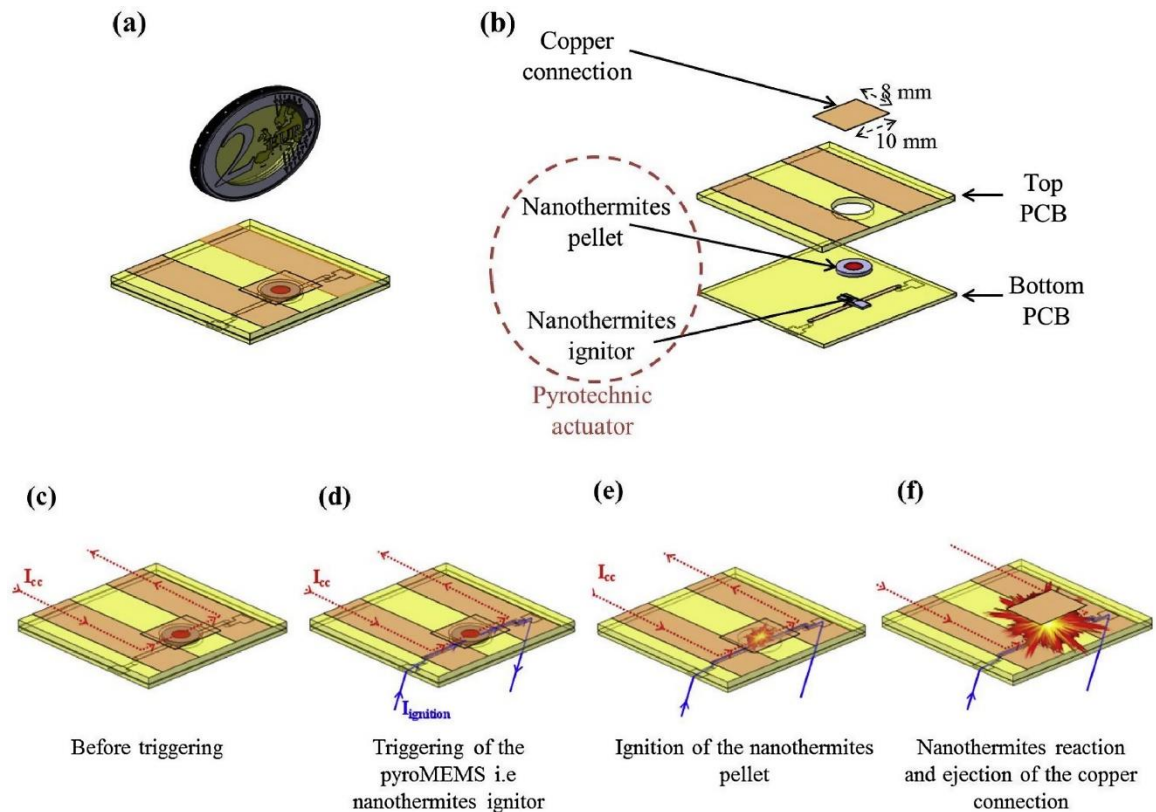 (a)
(b)
Copper
connection
8 mm
10 mm
2
Nanothermites
pellet
Top
PCB
Nanothermites
ignitor
Bottom
PCB
Pyrotechnic
actuator
(c)
(d)
(e)
(f)
Icc
Icc
Icc
Iignition
Before triggering
Triggering of the
pyroMEMS i.e
nanothermites ignitor
Ignition of the nanothermites
pellet
Nanothermites reaction
and ejection of the copper
connection